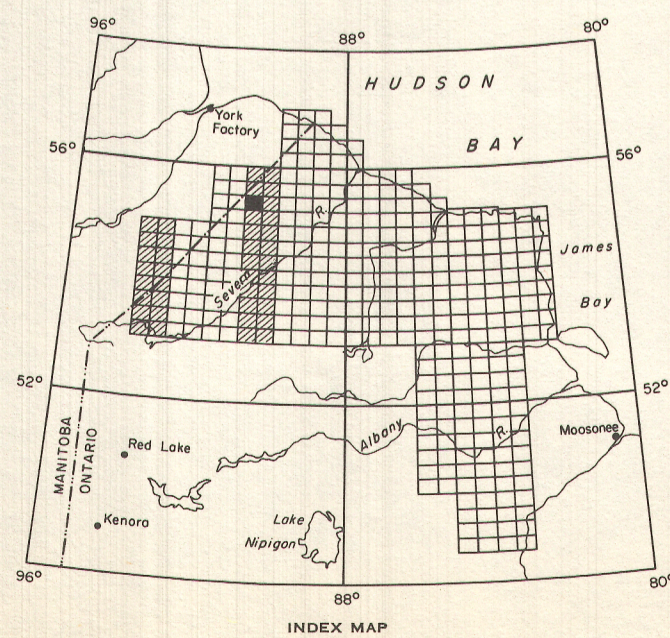 96°
88°
80°
HUDSON
York
Factory
BAY
56°
56°
R.
James
Severn
Bay
52°
52°
MANITOBA
ONTARIO
Red Lake
Albany
R.
Moosonee
Kenora
Lake
Nipigon
96°
88°
80°
INDEX MAP